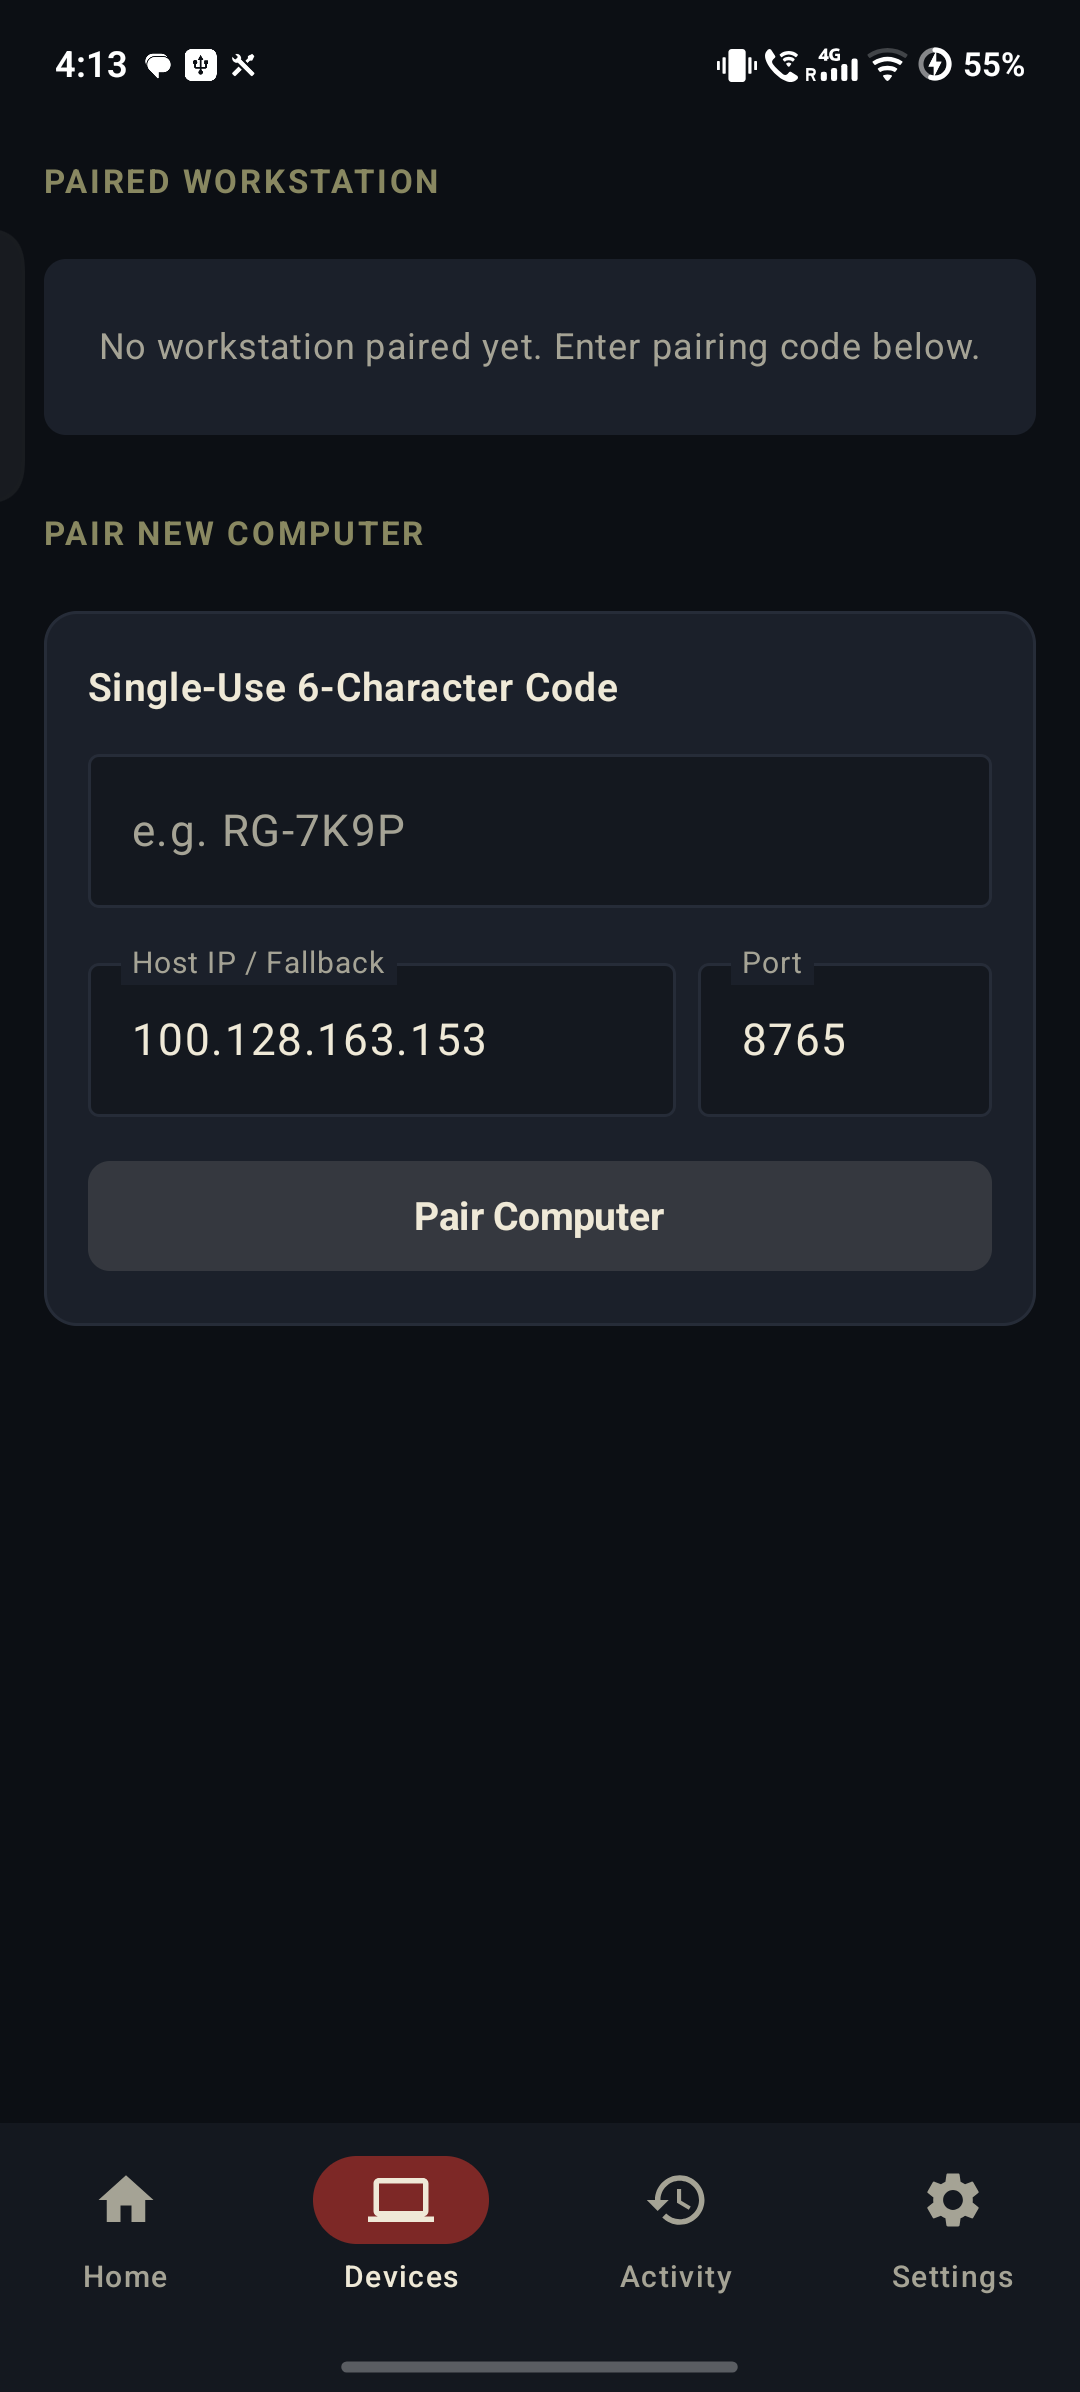 4:13
4G
R
55%
PAIRED WORKSTATION
No workstation paired yet. Enter pairing code below.
PAIR NEW COMPUTER
Single-Use 6-Character Code
e.g. RG-7K9P
Host IP / Fallback
Port
100.128.163.153
8765
Pair Computer
Home
Devices
Activity
Settings